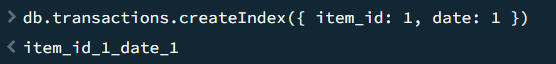 > db.transactions.createIndex({ item_id: 1, date: 1 })
< item_id_1_date_1